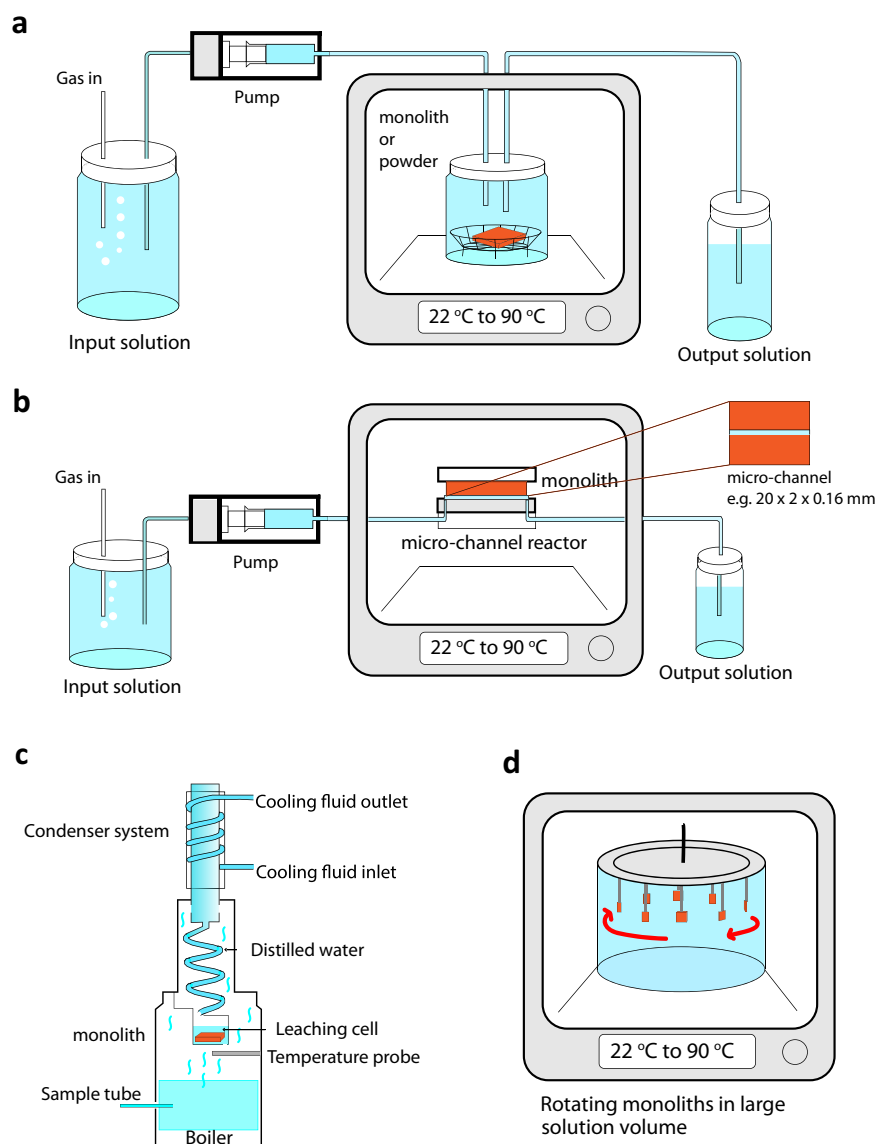 a
Gas in
Pump
monolith
or
powder
22 °C to 90 °C
Input solution
Output solution
b
Gas in
Pump
monolith
micro-channel reactor
micro-channel
e.g. 20 x 2 x 0.16 mm
22 °C to 90 °C
Input solution
Output solution
c
Cooling fluid outlet
Condenser system
Cooling fluid inlet
Distilled water
Leaching cell
monolith
Temperature probe
Sample tube
Boiler
d
22 °C to 90 °C
Rotating monoliths in large
solution volume